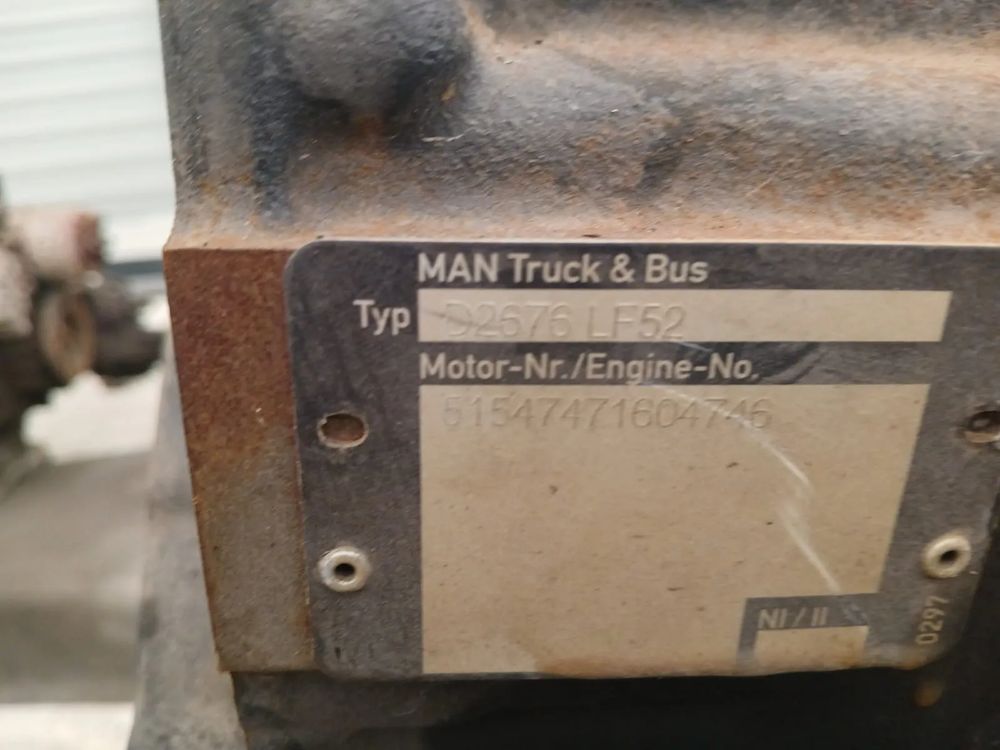 MAN Truck & Bus
Typ D2676 LF52
Motor-Nr./Engine-No.
51547471604746
NI / II
0297